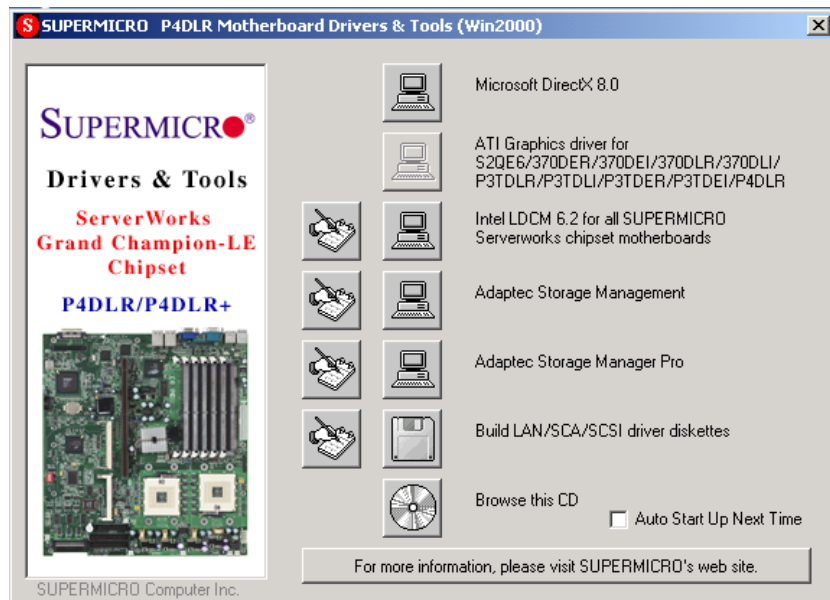 SUPERMICRO P4DLR Motherboard Drivers & Tools (Win2000)
SUPERMICRO®
Drivers & Tools
ServerWorks
Grand Champion-LE
Chipset
P4DLR/P4DLR+
SUPERMICRO Computer Inc.
Microsoft DirectX 8.0
ATI Graphics driver for
S2QE6/370DER/370DEI/370DLR/370DLI/
P3TDLR/P3TDLI/P3TDER/P3TDEI/P4DLR
Intel LDCM 6.2 for all SUPERMICRO
Serverworks chipset motherboards
Adaptec Storage Management
Adaptec Storage Manager Pro
Build LAN/SCA/SCSI driver diskettes
Browse this CD
Auto Start Up Next Time
For more information, please visit SUPERMICRO's web site.